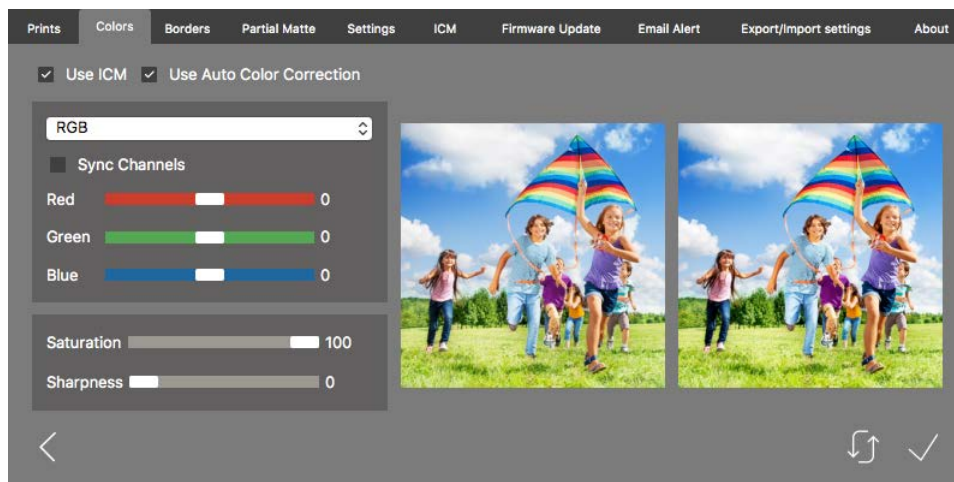 Prints Colors Borders Partial Matte Settings ICM Firmware Update Email Alert Export/Import settings About
Use ICM Use Auto Color Correction
RGB
Sync Channels
Red 0
Green 0
Blue 0
Saturation 100
Sharpness 0